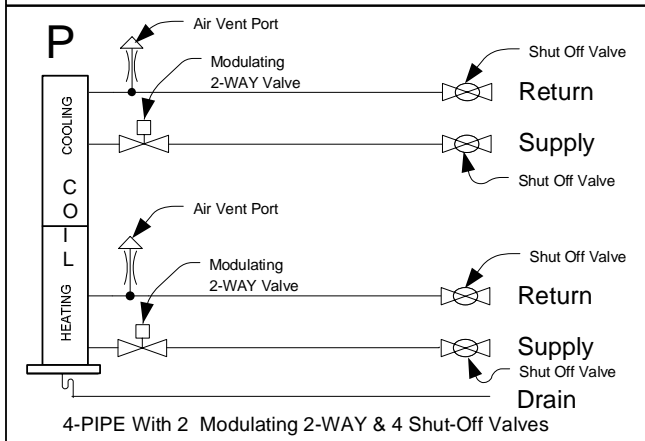 P
Air Vent Port
Modulating
2-WAY Valve
Shut Off Valve
Return
COOLING
Supply
Shut Off Valve
COIL
Air Vent Port
Modulating
2-WAY Valve
Shut Off Valve
Return
HEATING
Supply
Shut Off Valve
Drain
4-PIPE With 2 Modulating 2-WAY & 4 Shut-Off Valves